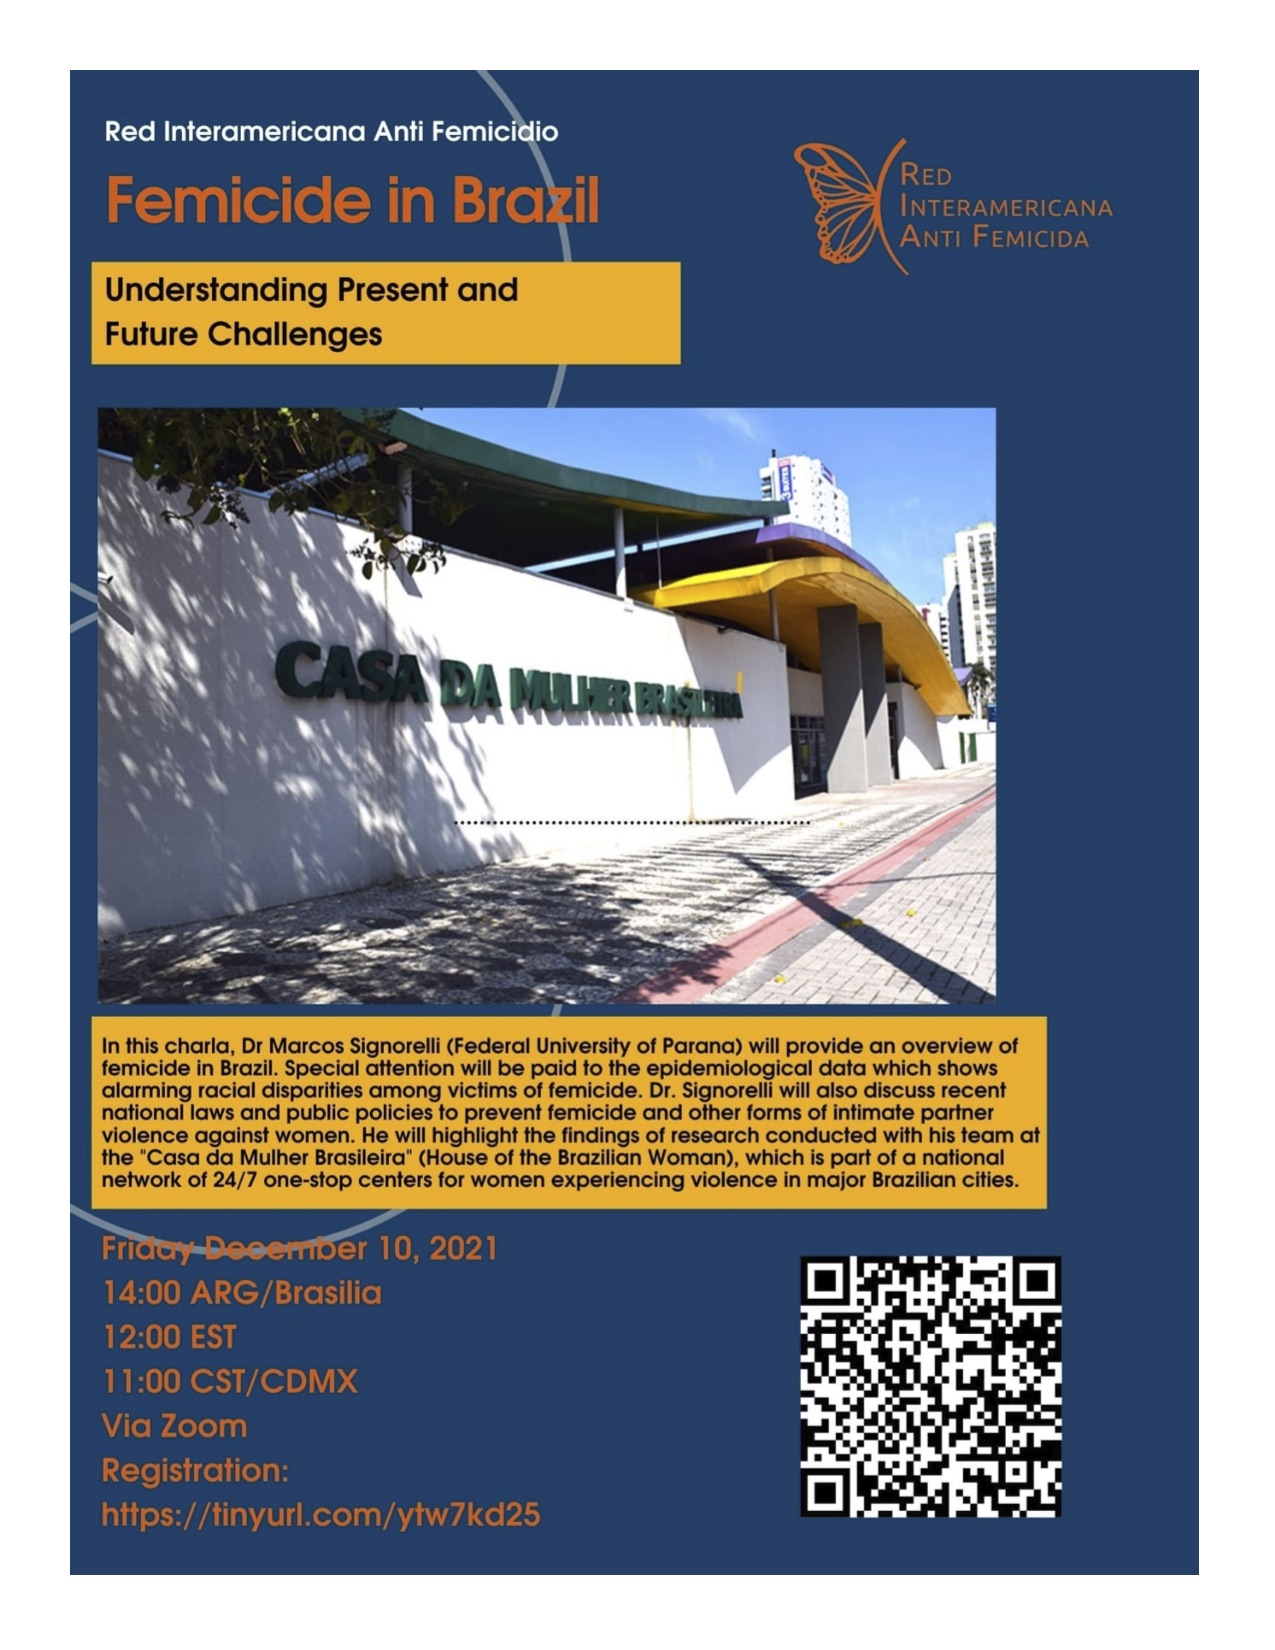 Red Interamericana Anti Femicidio
Femicide in Brazil
RED
INTERAMERICANA
ANTI FEMICIDA
Understanding Present and
Future Challenges
CASA DA MULHER BRASILEIRA
In this charla, Dr Marcos Signorelli (Federal University of Parana) will provide an overview of
femicide in Brazil. Special attention will be paid to the epidemiological data which shows
alarming racial disparities among victims of femicide. Dr. Signorelli will also discuss recent
national laws and public policies to prevent femicide and other forms of intimate partner
violence against women. He will highlight the findings of research conducted with his team at
the "Casa da Mulher Brasileira" (House of the Brazilian Woman), which is part of a national
network of 24/7 one-stop centers for women experiencing violence in major Brazilian cities.
Friday December 10, 2021
14:00 ARG/Brasilia
12:00 EST
11:00 CST/CDMX
Via Zoom
Registration:
https://tinyurl.com/ytw7kd25